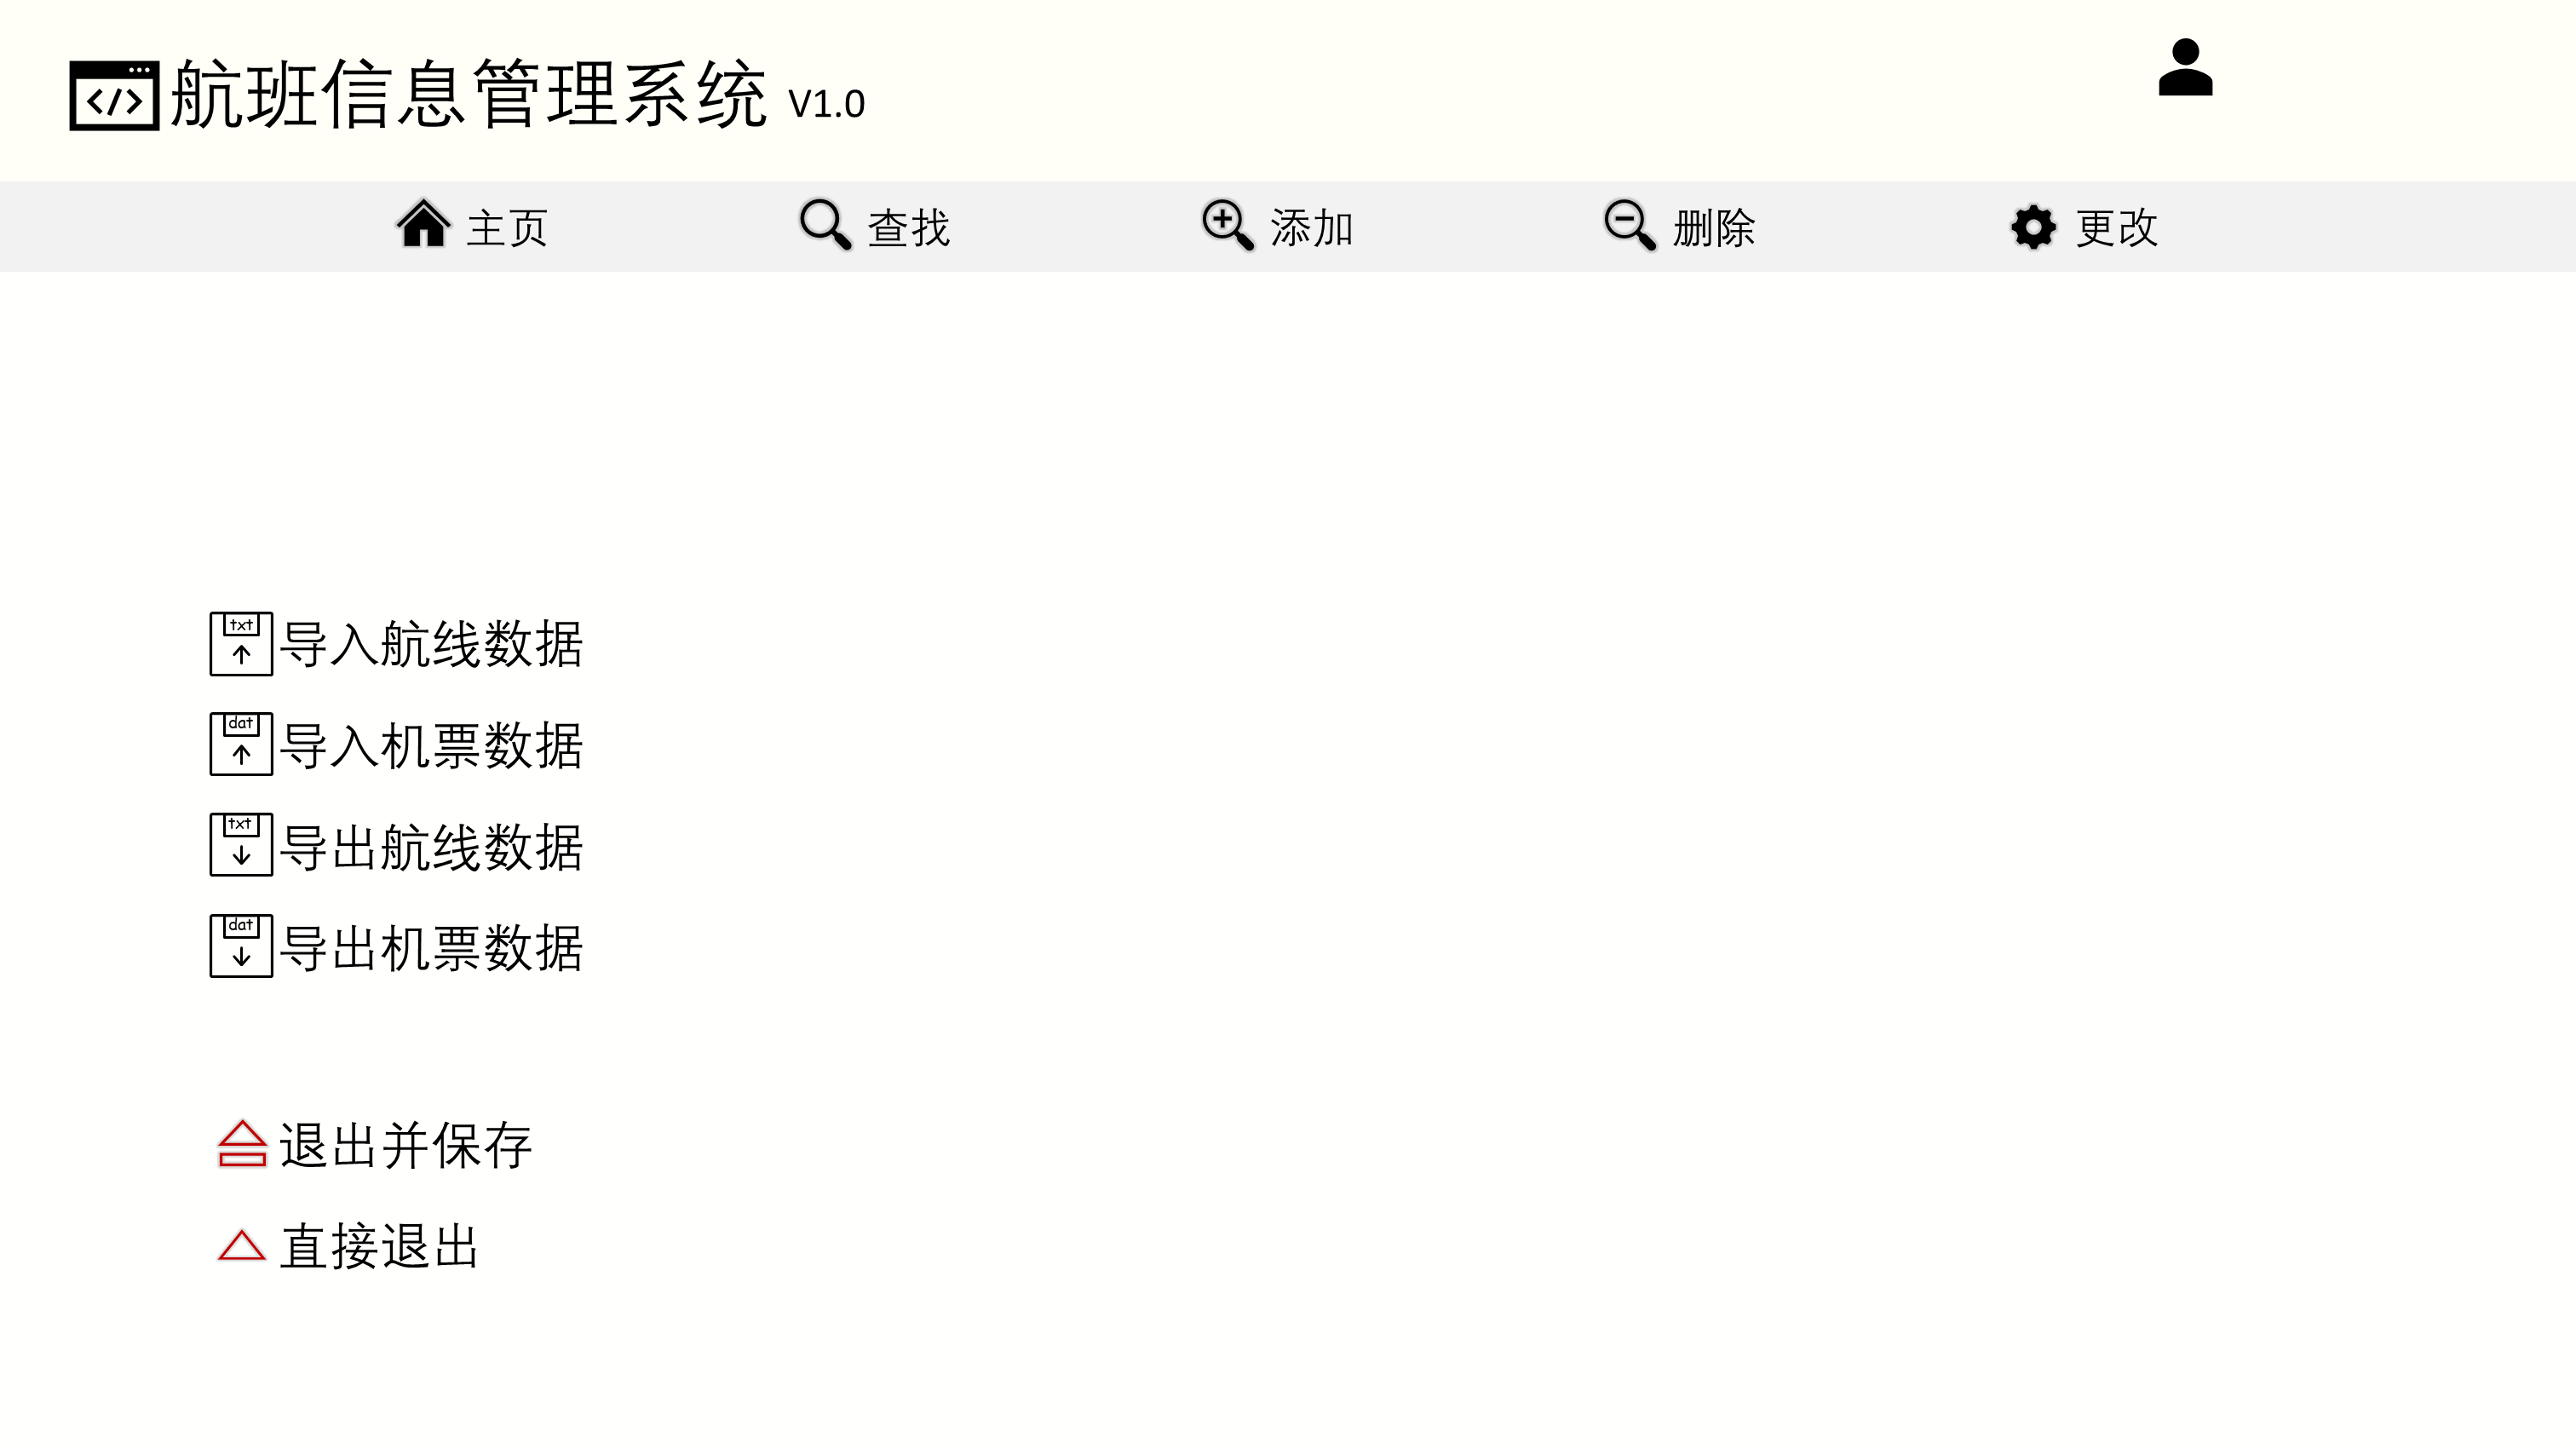 航班信息管理系统 V1.0
主页 查找 添加 删除 更改
txt 导入航线数据
dat 导入机票数据
txt 导出航线数据
dat 导出机票数据
退出并保存
直接退出